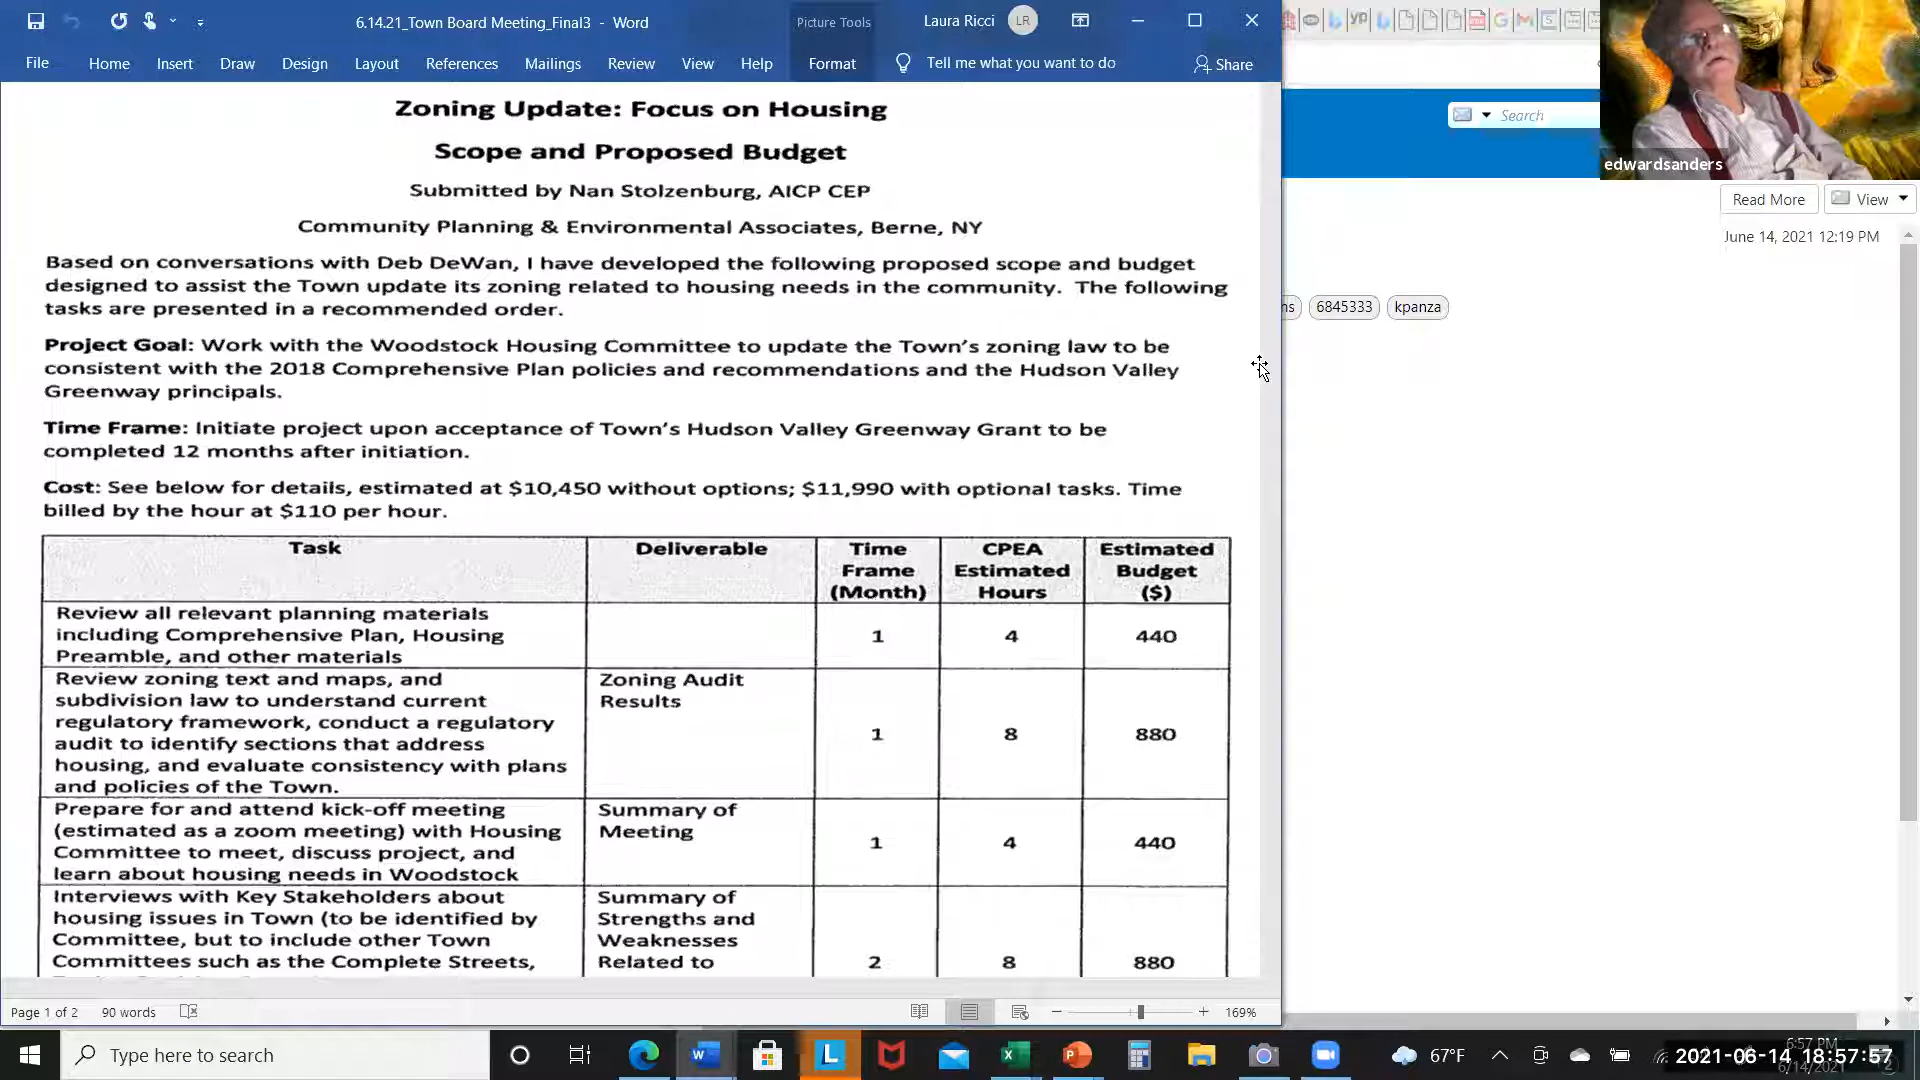 6.14.21_Town Board Meeting_Final3 - Word
Picture Tools
Laura Ricci
LR
File
Home
Insert
Draw
Design
Layout
References
Mailings
Review
View
Help
Format
Tell me what you want to do
Share
Zoning Update: Focus on Housing
Scope and Proposed Budget
Submitted by Nan Stolzenburg, AICP CEP
Community Planning & Environmental Associates, Berne, NY
Based on conversations with Deb DeWan, I have developed the following proposed scope and budget
designed to assist the Town update its zoning related to housing needs in the community. The following
tasks are presented in a recommended order.
Project Goal: Work with the Woodstock Housing Committee to update the Town's zoning law to be
consistent with the 2018 Comprehensive Plan policies and recommendations and the Hudson Valley
Greenway principals.
Time Frame: Initiate project upon acceptance of Town's Hudson Valley Greenway Grant to be
completed 12 months after initiation.
Cost: See below for details, estimated at $10,450 without options; $11,990 with optional tasks. Time
billed by the hour at $110 per hour.
Task
Deliverable
Time
Frame
(Month)
CPEA
Estimated
Hours
Estimated
Budget
($)
Review all relevant planning materials
including Comprehensive Plan, Housing
Preamble, and other materials
1
4
440
Review zoning text and maps, and
subdivision law to understand current
regulatory framework, conduct a regulatory
audit to identify sections that address
housing, and evaluate consistency with plans
and policies of the Town.
Zoning Audit
Results
1
8
880
Prepare for and attend kick-off meeting
(estimated as a zoom meeting) with Housing
Committee to meet, discuss project, and
learn about housing needs in Woodstock
Summary of
Meeting
1
4
440
Interviews with Key Stakeholders about
housing issues in Town (to be identified by
Committee, but to include other Town
Committees such as the Complete Streets,
Summary of
Strengths and
Weaknesses
Related to
2
8
880
Page 1 of 2
90 words
169%
Search
edwardsanders
Read More
View
June 14, 2021 12:19 PM
ns
6845333
kpanza
Type here to search
67°F
6:57 PM
2021-06-14 18:57:57
6/14/2021